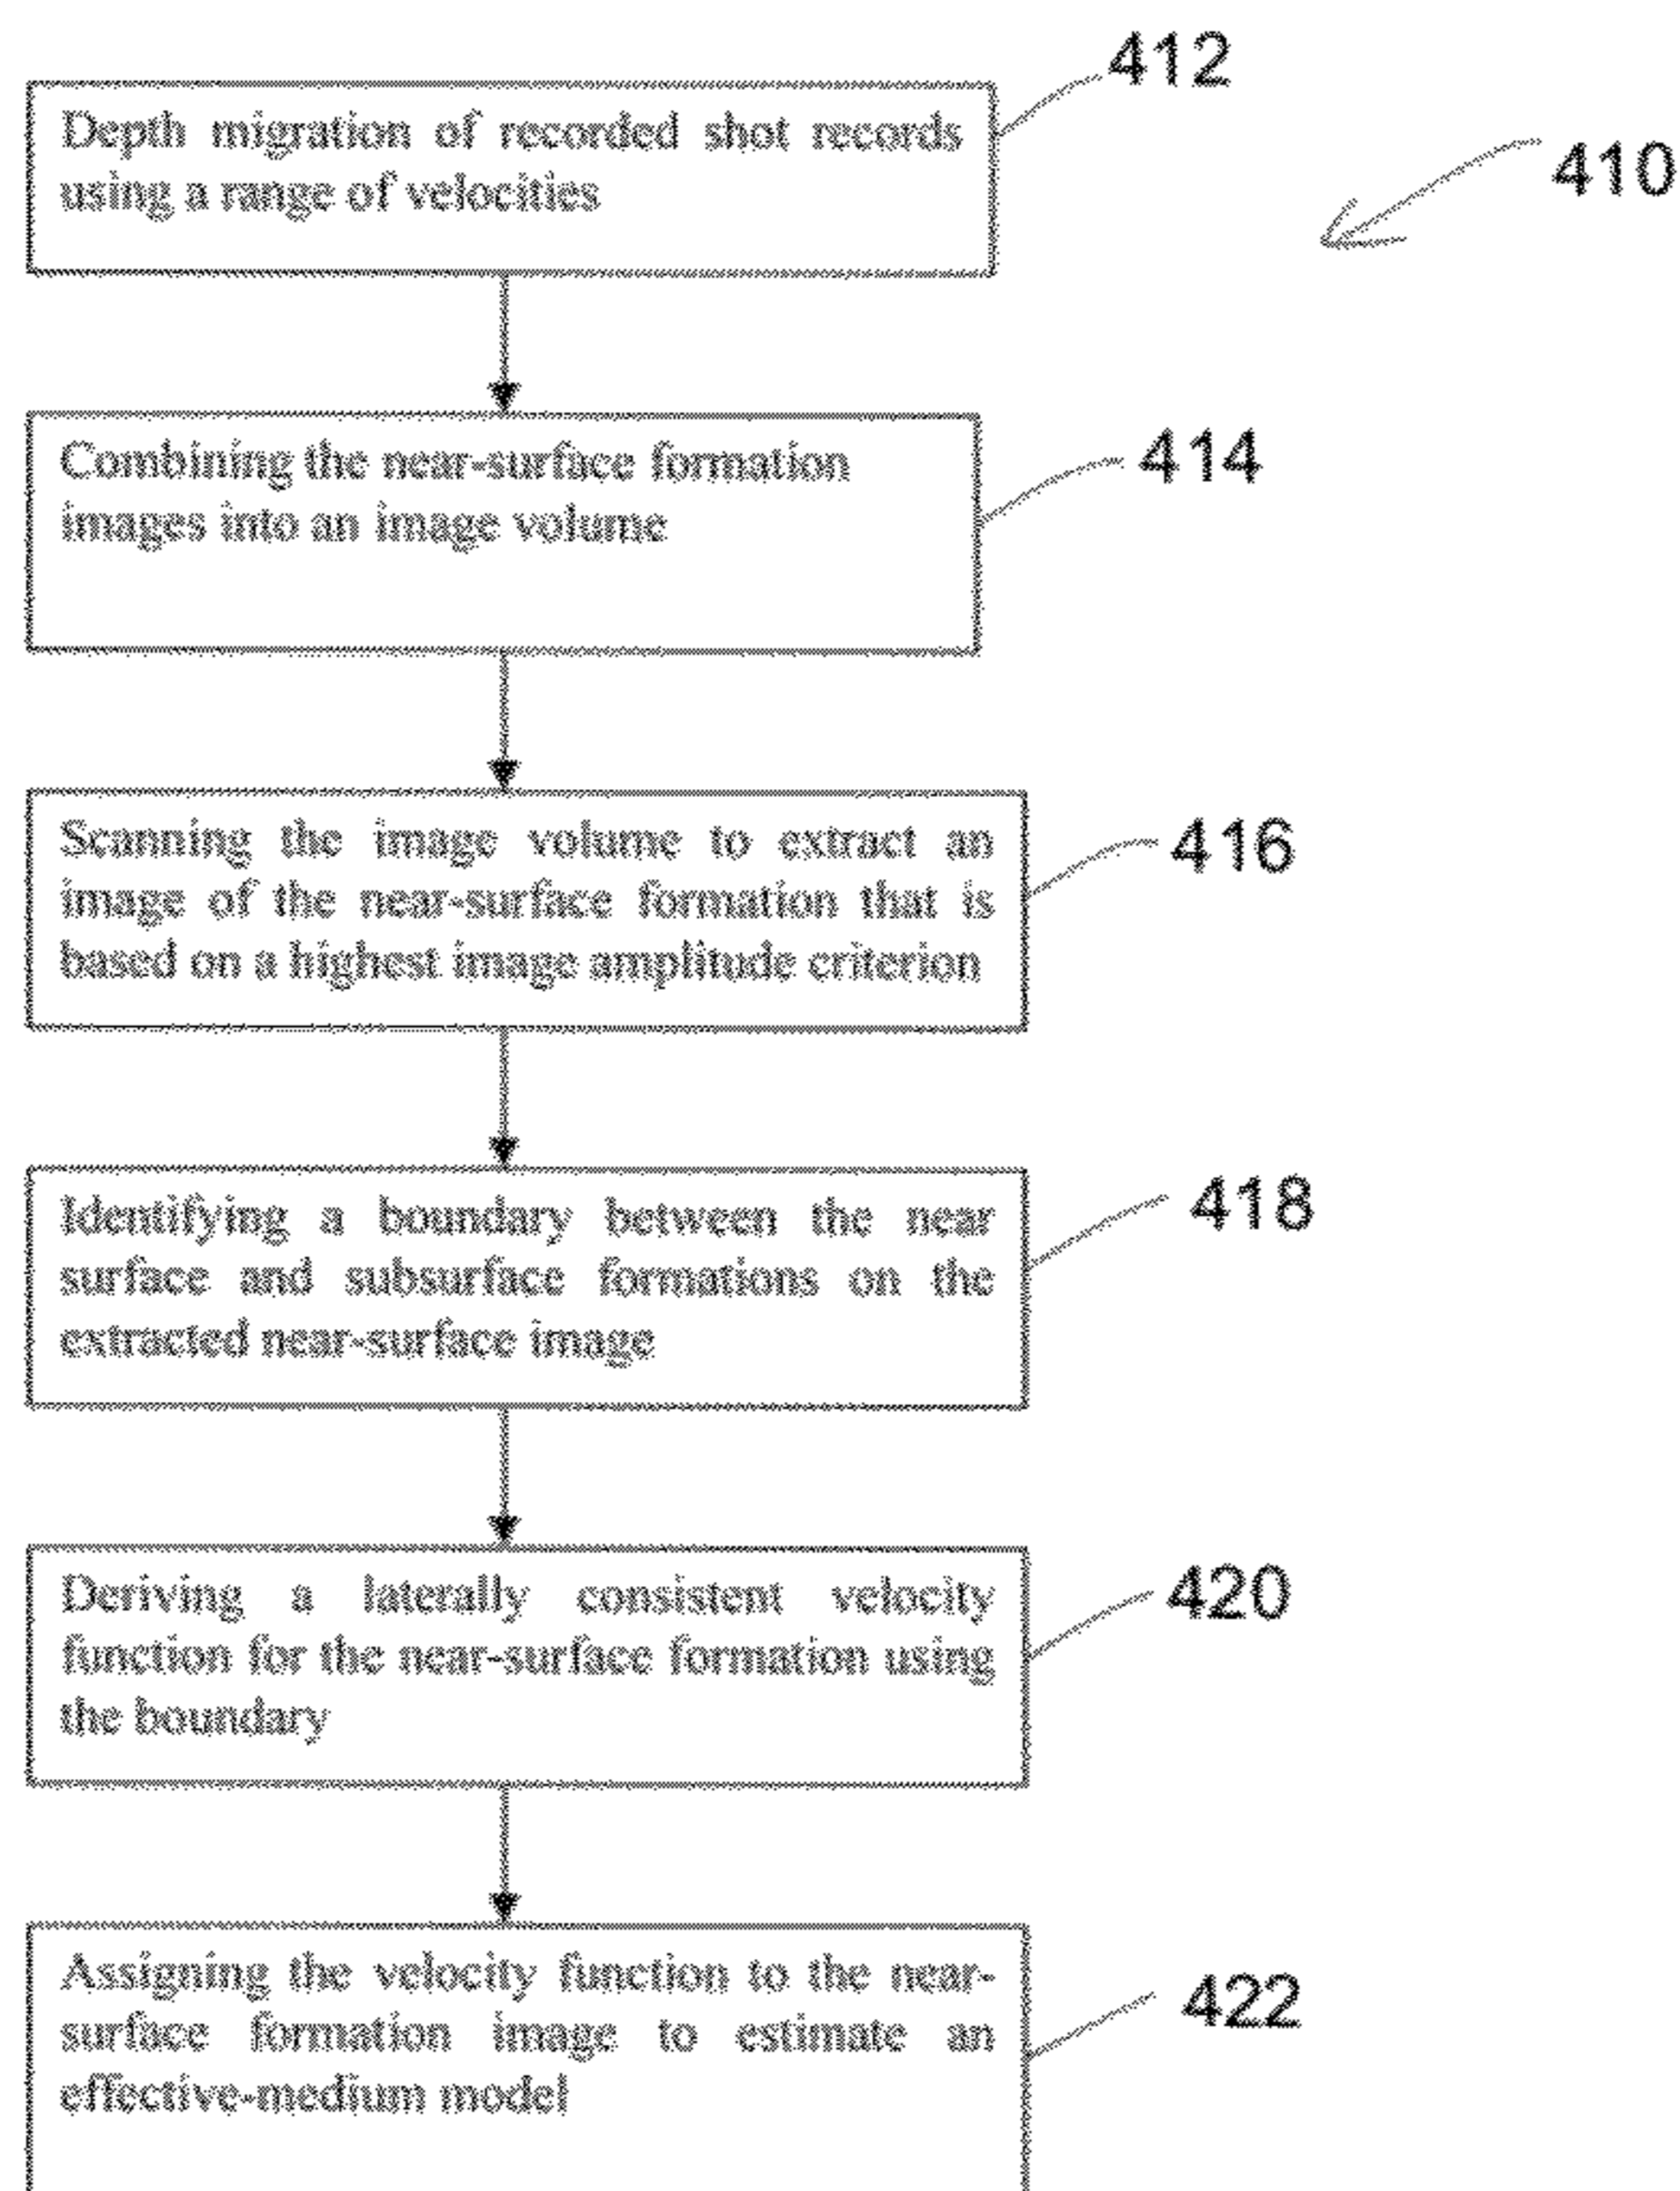 412
410
Depth migration of recorded shot records
using a range of velocities
414
Combining the near-surface formation
images into an image volume
416
Scanning the image volume to extract an
image of the near-surface formation that is
based on a highest image amplitude criterion
418
Identifying a boundary between the near
surface and subsurface formations on the
extracted near-surface image
420
Deriving a laterally consistent velocity
function for the near-surface formation using
the boundary
422
Assigning the velocity function to the near-
surface formation image to estimate an
effective-medium model